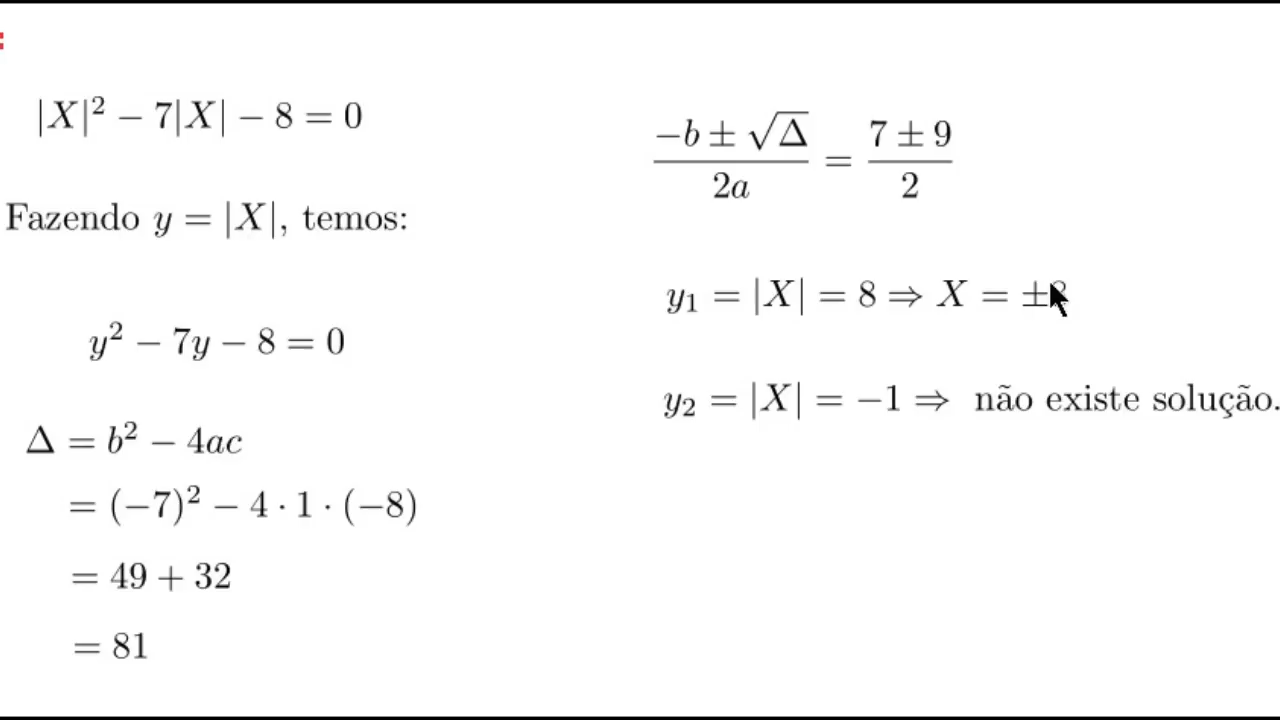 |X|² − 7|X| − 8 = 0
Fazendo y = |X|, temos:
y² − 7y − 8 = 0
Δ = b² − 4ac
= (−7)² − 4 · 1 · (−8)
= 49 + 32
= 81
(−b ± √Δ)/(2a) = (7 ± 9)/2
y₁ = |X| = 8 ⇒ X = ±8
y₂ = |X| = −1 ⇒ não existe solução.